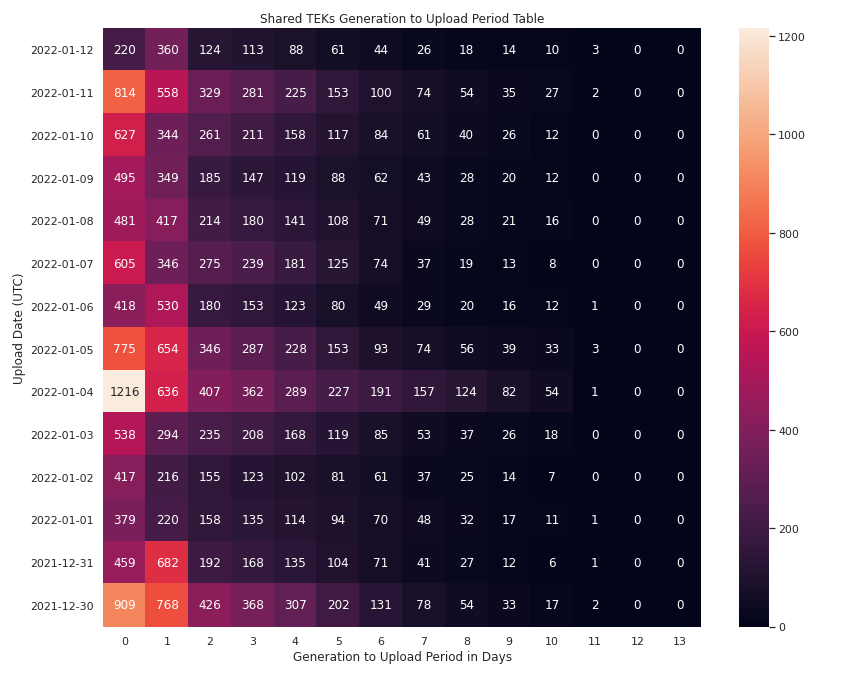 Shared TEKs Generation to Upload Period Table
Upload Date (UTC)
2022-01-12 220 360 124 113 88 61 44 26 18 14 10 3 0 0
2022-01-11 814 558 329 281 225 153 100 74 54 35 27 2 0 0
2022-01-10 627 344 261 211 158 117 84 61 40 26 12 0 0 0
2022-01-09 495 349 185 147 119 88 62 43 28 20 12 0 0 0
2022-01-08 481 417 214 180 141 108 71 49 28 21 16 0 0 0
2022-01-07 605 346 275 239 181 125 74 37 19 13 8 0 0 0
2022-01-06 418 530 180 153 123 80 49 29 20 16 12 1 0 0
2022-01-05 775 654 346 287 228 153 93 74 56 39 33 3 0 0
2022-01-04 1216 636 407 362 289 227 191 157 124 82 54 1 0 0
2022-01-03 538 294 235 208 168 119 85 53 37 26 18 0 0 0
2022-01-02 417 216 155 123 102 81 61 37 25 14 7 0 0 0
2022-01-01 379 220 158 135 114 94 70 48 32 17 11 1 0 0
2021-12-31 459 682 192 168 135 104 71 41 27 12 6 1 0 0
2021-12-30 909 768 426 368 307 202 131 78 54 33 17 2 0 0
0 1 2 3 4 5 6 7 8 9 10 11 12 13
Generation to Upload Period in Days
1200
1000
800
600
400
200
0